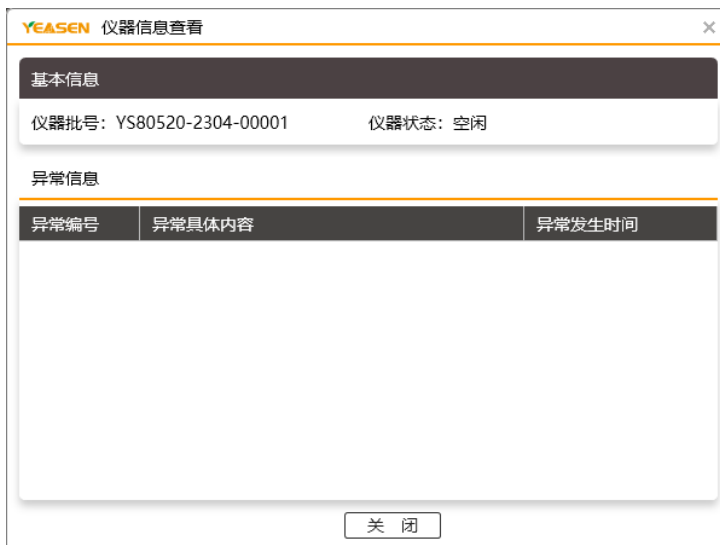 YEASEN 仪器信息查看
基本信息
仪器批号：YS80520-2304-00001 仪器状态：空闲
异常信息
异常编号 异常具体内容 异常发生时间
关 闭